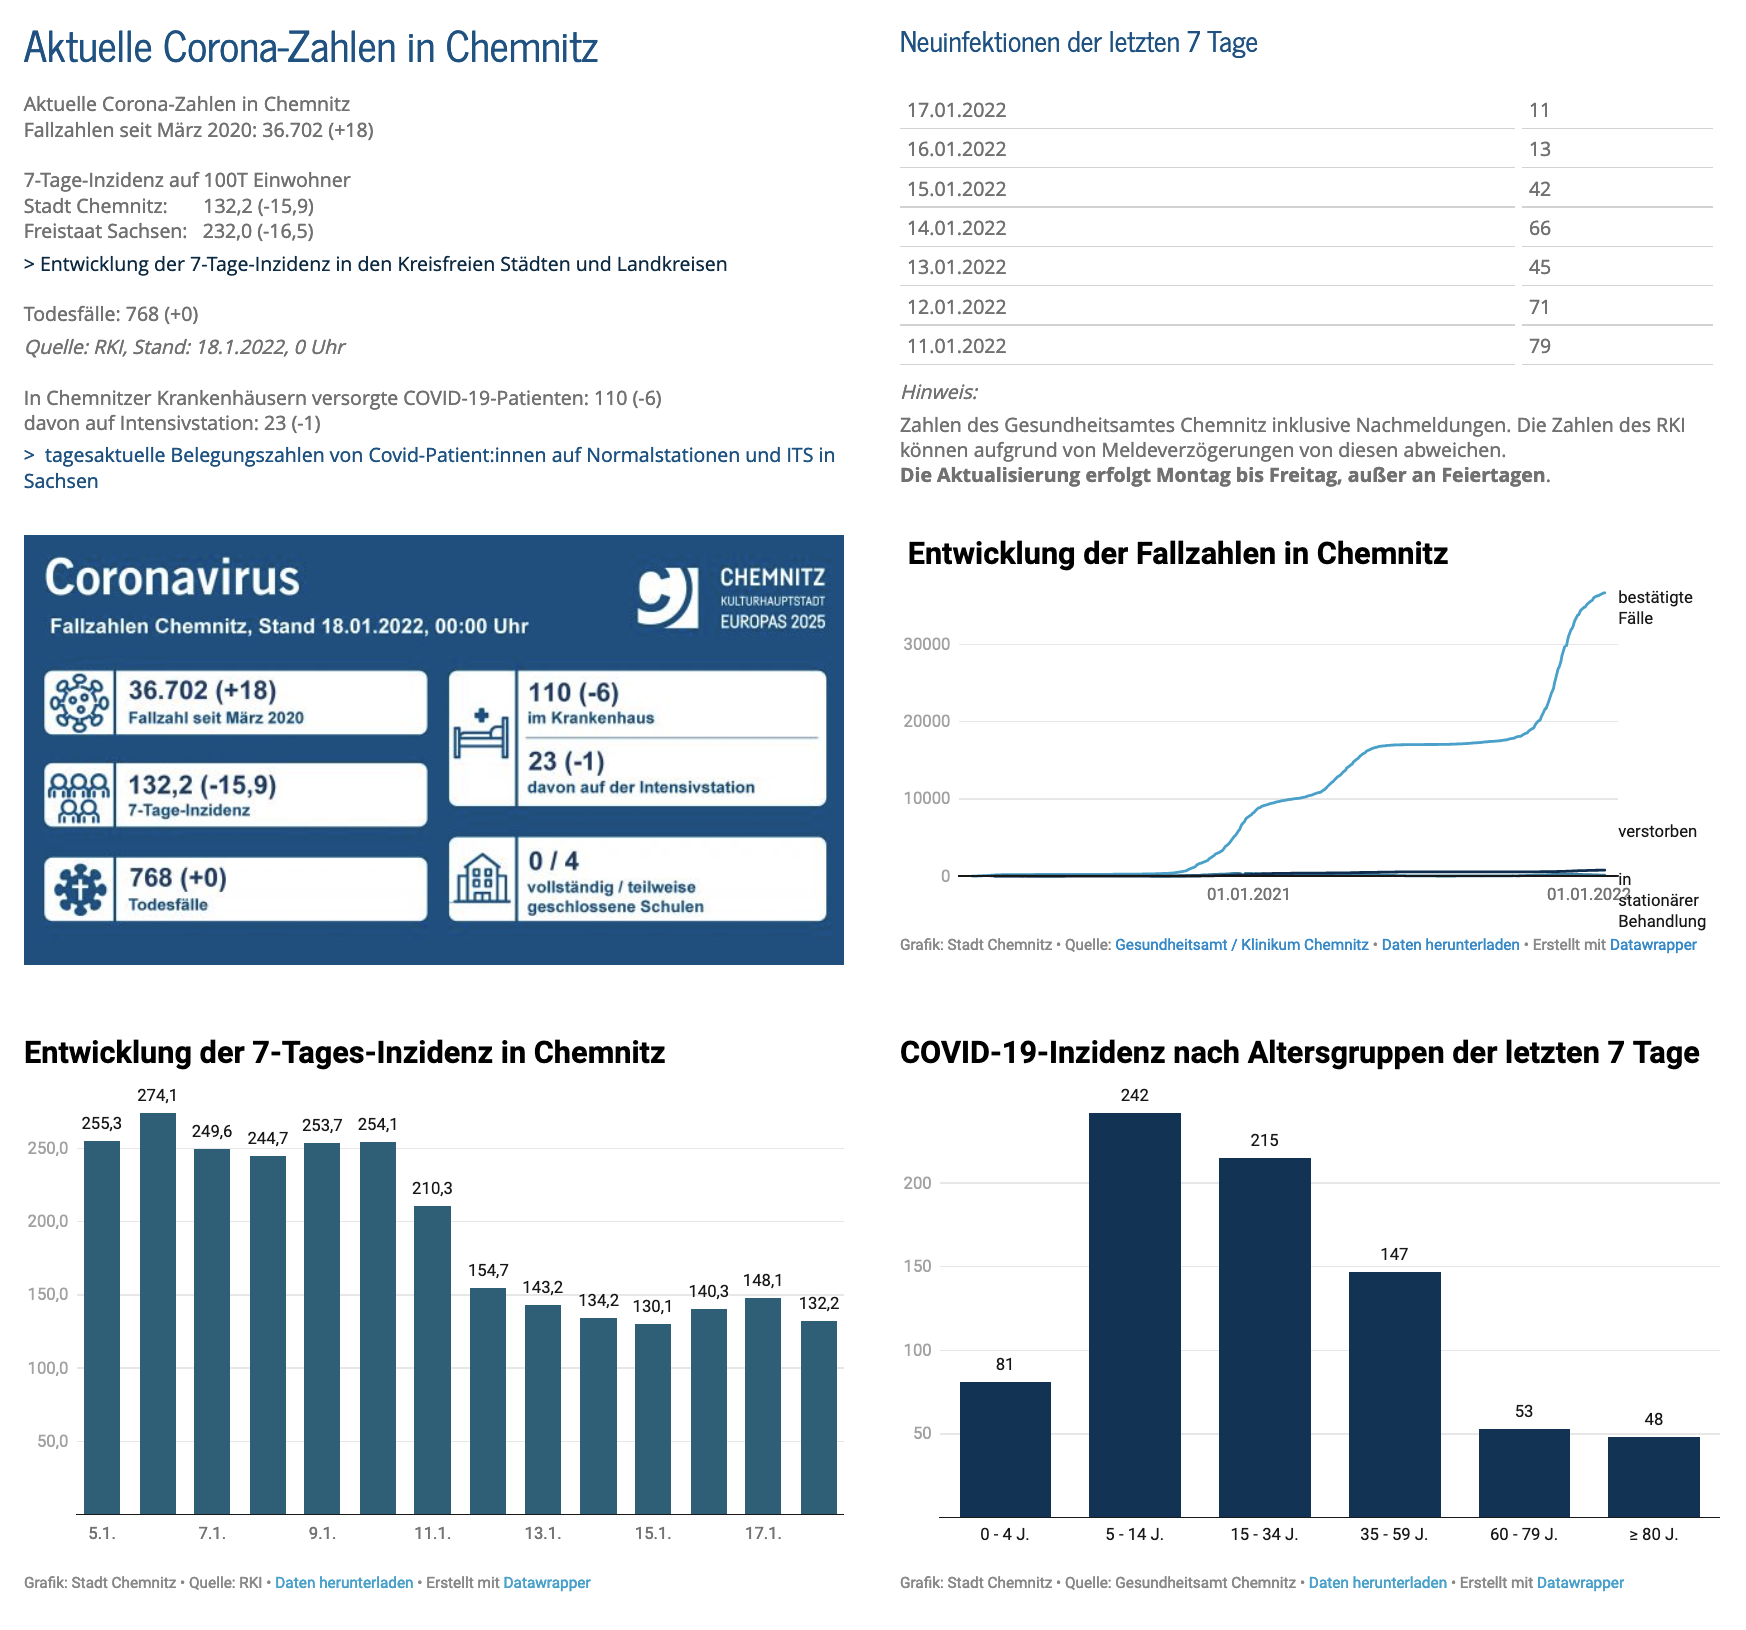 Aktuelle Corona-Zahlen in Chemnitz
Aktuelle Corona-Zahlen in Chemnitz
Fallzahlen seit März 2020: 36.702 (+18)
7-Tage-Inzidenz auf 100T Einwohner
Stadt Chemnitz: 132,2 (-15,9)
Freistaat Sachsen: 232,0 (-16,5)
> Entwicklung der 7-Tage-Inzidenz in den Kreisfreien Städten und Landkreisen
Todesfälle: 768 (+0)
Quelle: RKI, Stand: 18.1.2022, 0 Uhr
In Chemnitzer Krankenhäusern versorgte COVID-19-Patienten: 110 (-6)
davon auf Intensivstation: 23 (-1)
> tagesaktuelle Belegungszahlen von Covid-Patient:innen auf Normalstationen und ITS in
Sachsen
Neuinfektionen der letzten 7 Tage
17.01.2022 11
16.01.2022 13
15.01.2022 42
14.01.2022 66
13.01.2022 45
12.01.2022 71
11.01.2022 79
Hinweis:
Zahlen des Gesundheitsamtes Chemnitz inklusive Nachmeldungen. Die Zahlen des RKI
können aufgrund von Meldeverzögerungen von diesen abweichen.
Die Aktualisierung erfolgt Montag bis Freitag, außer an Feiertagen.
Coronavirus
Fallzahlen Chemnitz, Stand 18.01.2022, 00:00 Uhr
CHEMNITZ
KULTURHAUPTSTADT
EUROPAS 2025
36.702 (+18)
Fallzahl seit März 2020
132,2 (-15,9)
7-Tage-Inzidenz
768 (+0)
Todesfälle
110 (-6)
im Krankenhaus
23 (-1)
davon auf der Intensivstation
0 / 4
vollständig / teilweise
geschlossene Schulen
Entwicklung der Fallzahlen in Chemnitz
bestätigte
Fälle
30000
20000
10000
verstorben
0
in
stationärer
Behandlung
01.01.2021 01.01.2022
Grafik: Stadt Chemnitz • Quelle: Gesundheitsamt / Klinikum Chemnitz • Daten herunterladen • Erstellt mit Datawrapper
Entwicklung der 7-Tages-Inzidenz in Chemnitz
255,3 274,1 249,6 244,7 253,7 254,1 210,3 154,7 143,2 134,2 130,1 140,3 148,1 132,2
250,0
200,0
150,0
100,0
50,0
5.1. 7.1. 9.1. 11.1. 13.1. 15.1. 17.1.
Grafik: Stadt Chemnitz • Quelle: RKI • Daten herunterladen • Erstellt mit Datawrapper
COVID-19-Inzidenz nach Altersgruppen der letzten 7 Tage
81 242 215 147 53 48
200
150
100
50
0 - 4 J. 5 - 14 J. 15 - 34 J. 35 - 59 J. 60 - 79 J. ≥ 80 J.
Grafik: Stadt Chemnitz • Quelle: Gesundheitsamt Chemnitz • Daten herunterladen • Erstellt mit Datawrapper